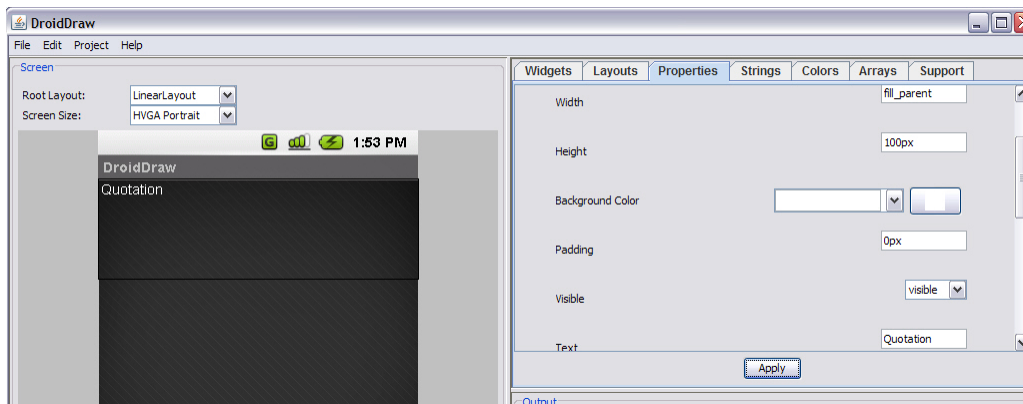 DroidDraw
File Edit Project Help
Screen
Root Layout: LinearLayout
Screen Size: HVGA Portrait
G 1:53 PM
DroidDraw
Quotation
Widgets Layouts Properties Strings Colors Arrays Support
Width fill_parent
Height 100px
Background Color
Padding 0px
Visible visible
Text Quotation
Apply
Output